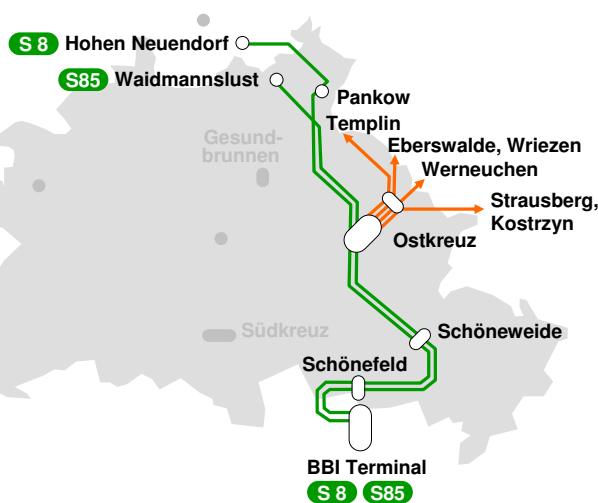 S 8 Hohen Neuendorf
S85 Waidmannslust
Pankow
Templin
Eberswalde, Wriezen
Werneuchen
Gesund-
brunnen
Strausberg,
Kostrzyn
Ostkreuz
Südkreuz
Schöneweide
Schönefeld
BBI Terminal
S 8 S85